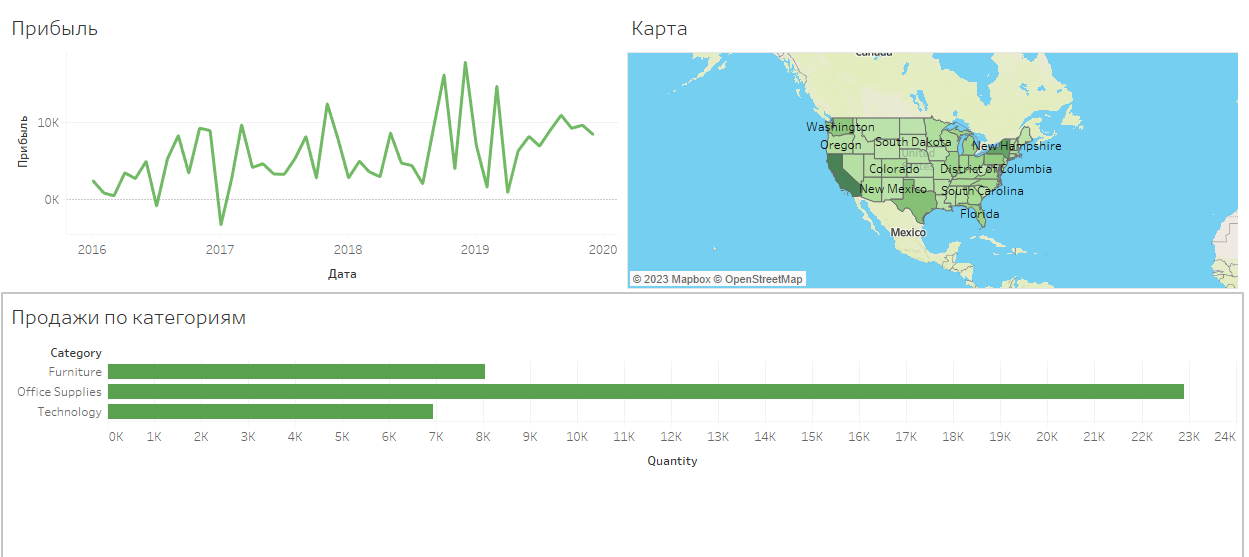 Прибыль
10K
0K
Прибыль
2016 2017 2018 2019 2020
Дата
Карта
Canada
Washington
Oregon
South Dakota
New Hampshire
United
Colorado
District of Columbia
New Mexico
South Carolina
Florida
Mexico
© 2023 Mapbox © OpenStreetMap
Продажи по категориям
Category
Furniture
Office Supplies
Technology
0K 1K 2K 3K 4K 5K 6K 7K 8K 9K 10K 11K 12K 13K 14K 15K 16K 17K 18K 19K 20K 21K 22K 23K 24K
Quantity